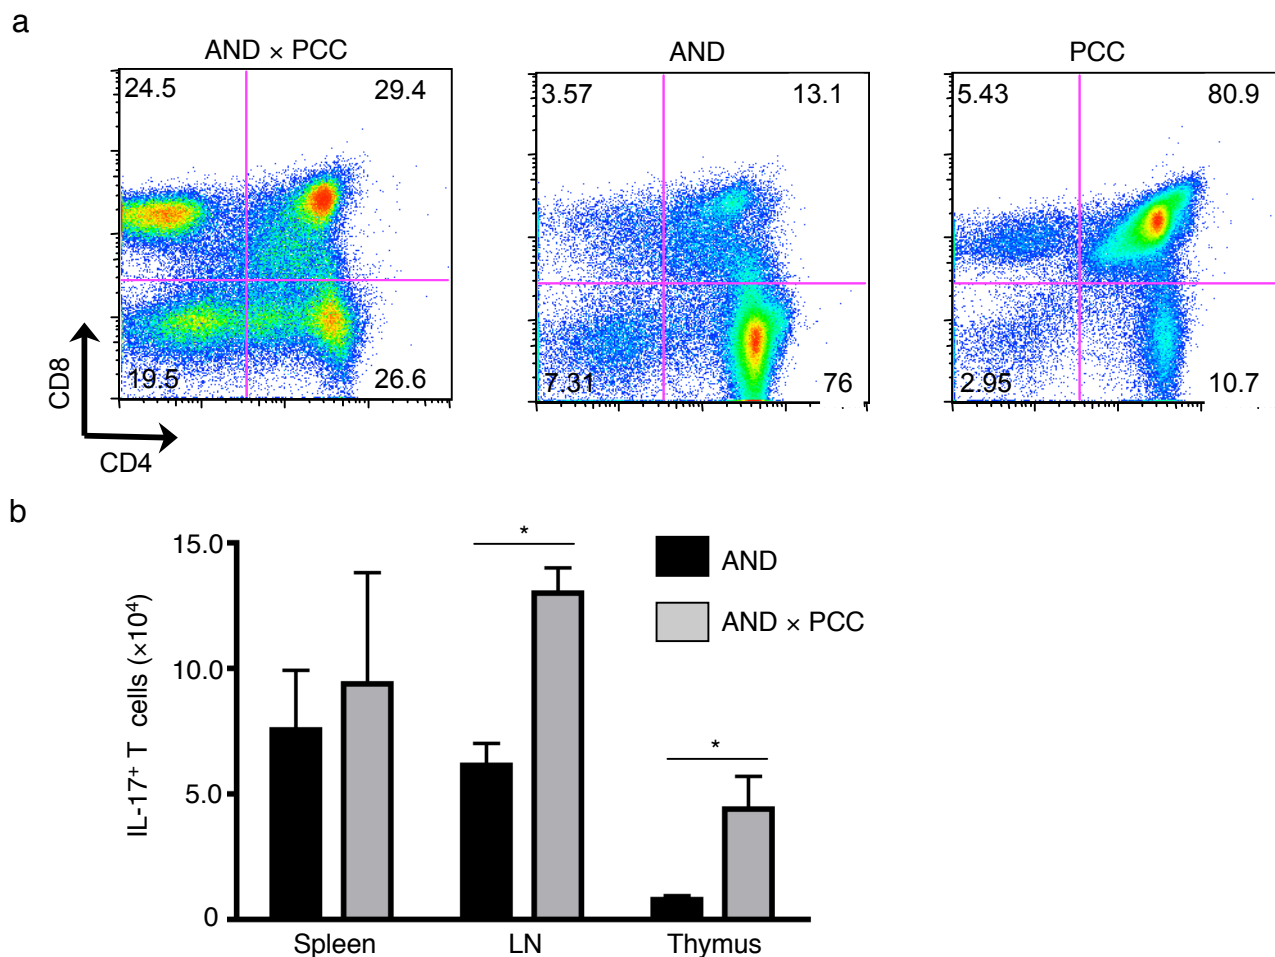 a
AND × PCC
24.5 29.4
19.5 26.6
AND
3.57 13.1
7.31 76
PCC
5.43 80.9
2.95 10.7
CD8
CD4
b
IL-17⁺ T cells (×10⁴)
15.0
10.0
5.0
0
*
*
AND
AND × PCC
Spleen LN Thymus